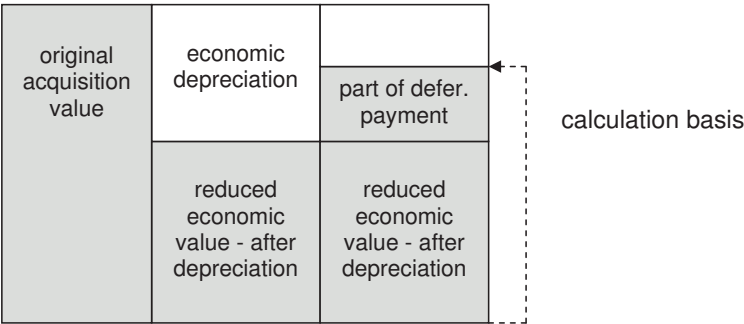 original
acquisition
value
economic
depreciation
part of defer.
payment
calculation basis
reduced
economic
value - after
depreciation
reduced
economic
value - after
depreciation